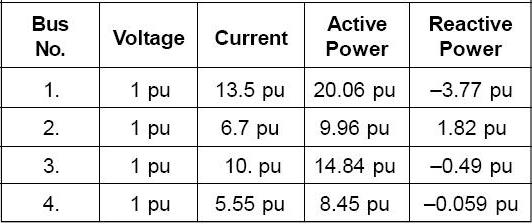 Bus No. Voltage Current Active Power Reactive Power
1. 1 pu 13.5 pu 20.06 pu –3.77 pu
2. 1 pu 6.7 pu 9.96 pu 1.82 pu
3. 1 pu 10. pu 14.84 pu –0.49 pu
4. 1 pu 5.55 pu 8.45 pu –0.059 pu